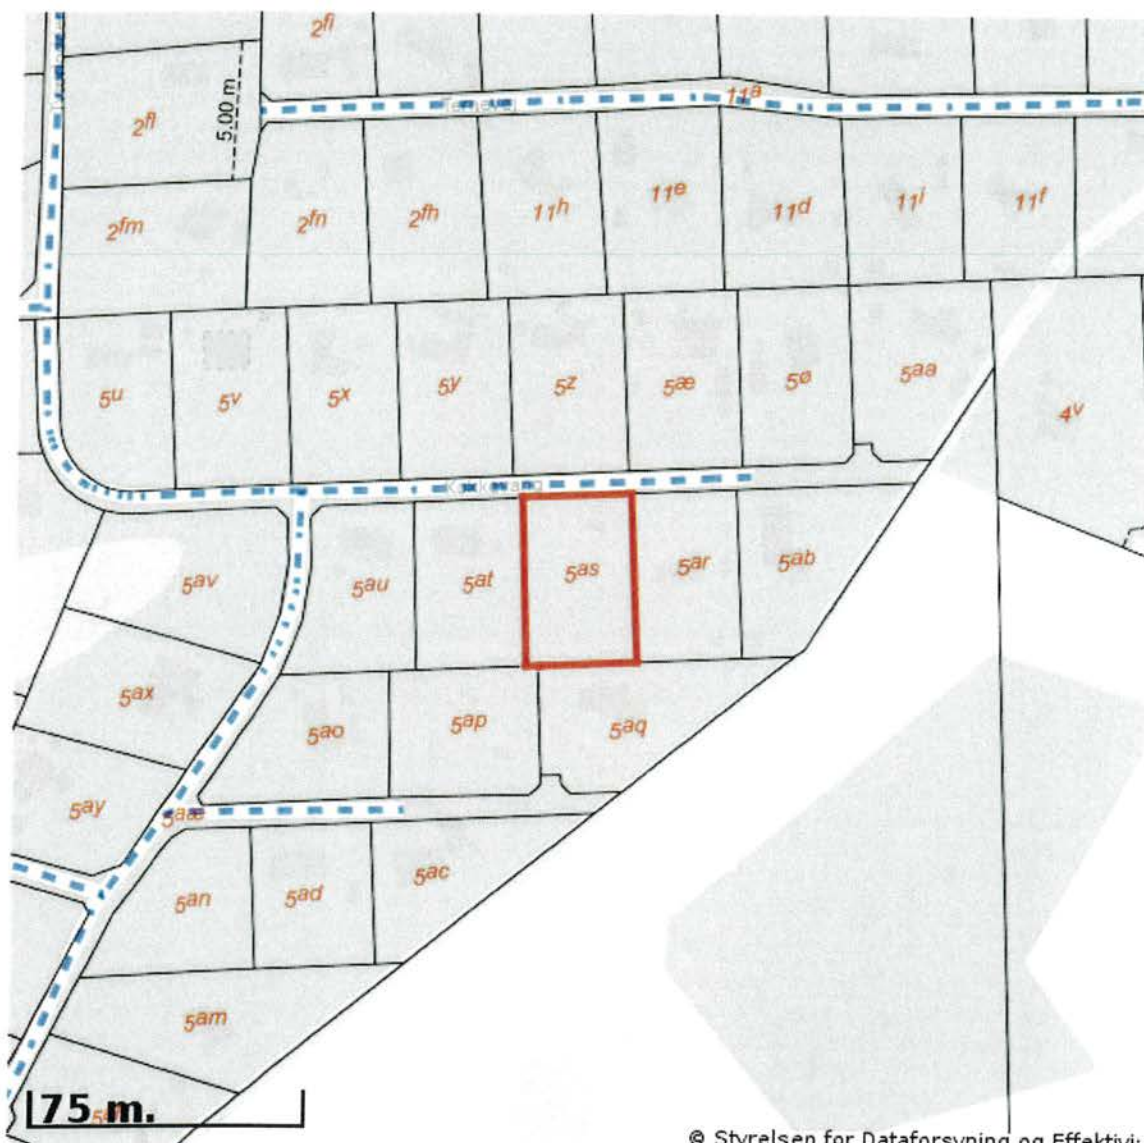 2fi
Ternevej
11a
2fl
5.00 m
11e
2fm
2fn
2fh
11h
11d
11i
11f
5u
5v
5x
5y
5z
5æ
5ø
5aa
4v
5av
5au
5at
5as
5ar
5ab
5ax
5ao
5ap
5aq
5ay
5aæ
5an
5ad
5ac
5am
75 m.
© Styrelsen for Dataforsyning og Effektivi